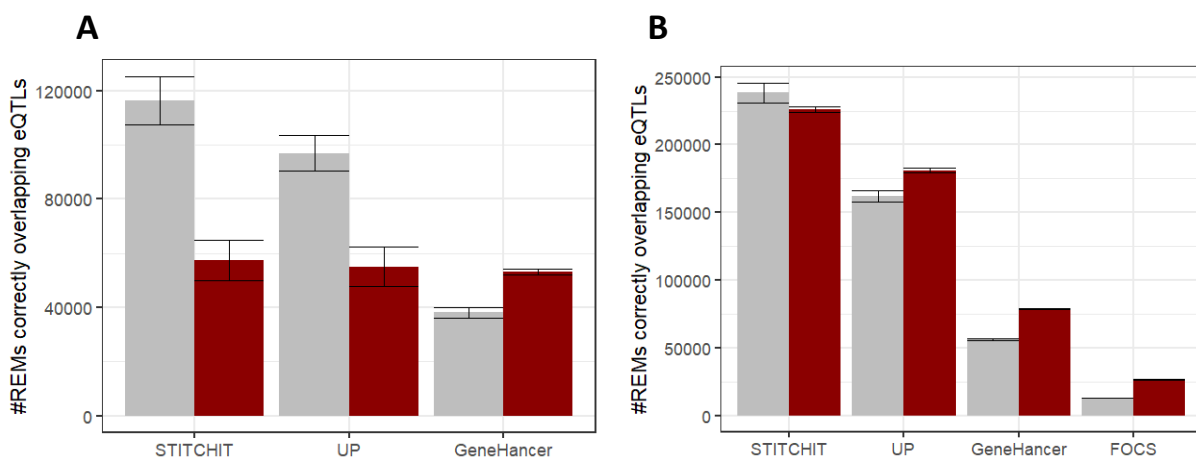 A
#REMs correctly overlapping eQTLs
120000
80000
40000
0
STITCHIT UP GeneHancer
B
#REMs correctly overlapping eQTLs
250000
200000
150000
100000
50000
0
STITCHIT UP GeneHancer FOCS